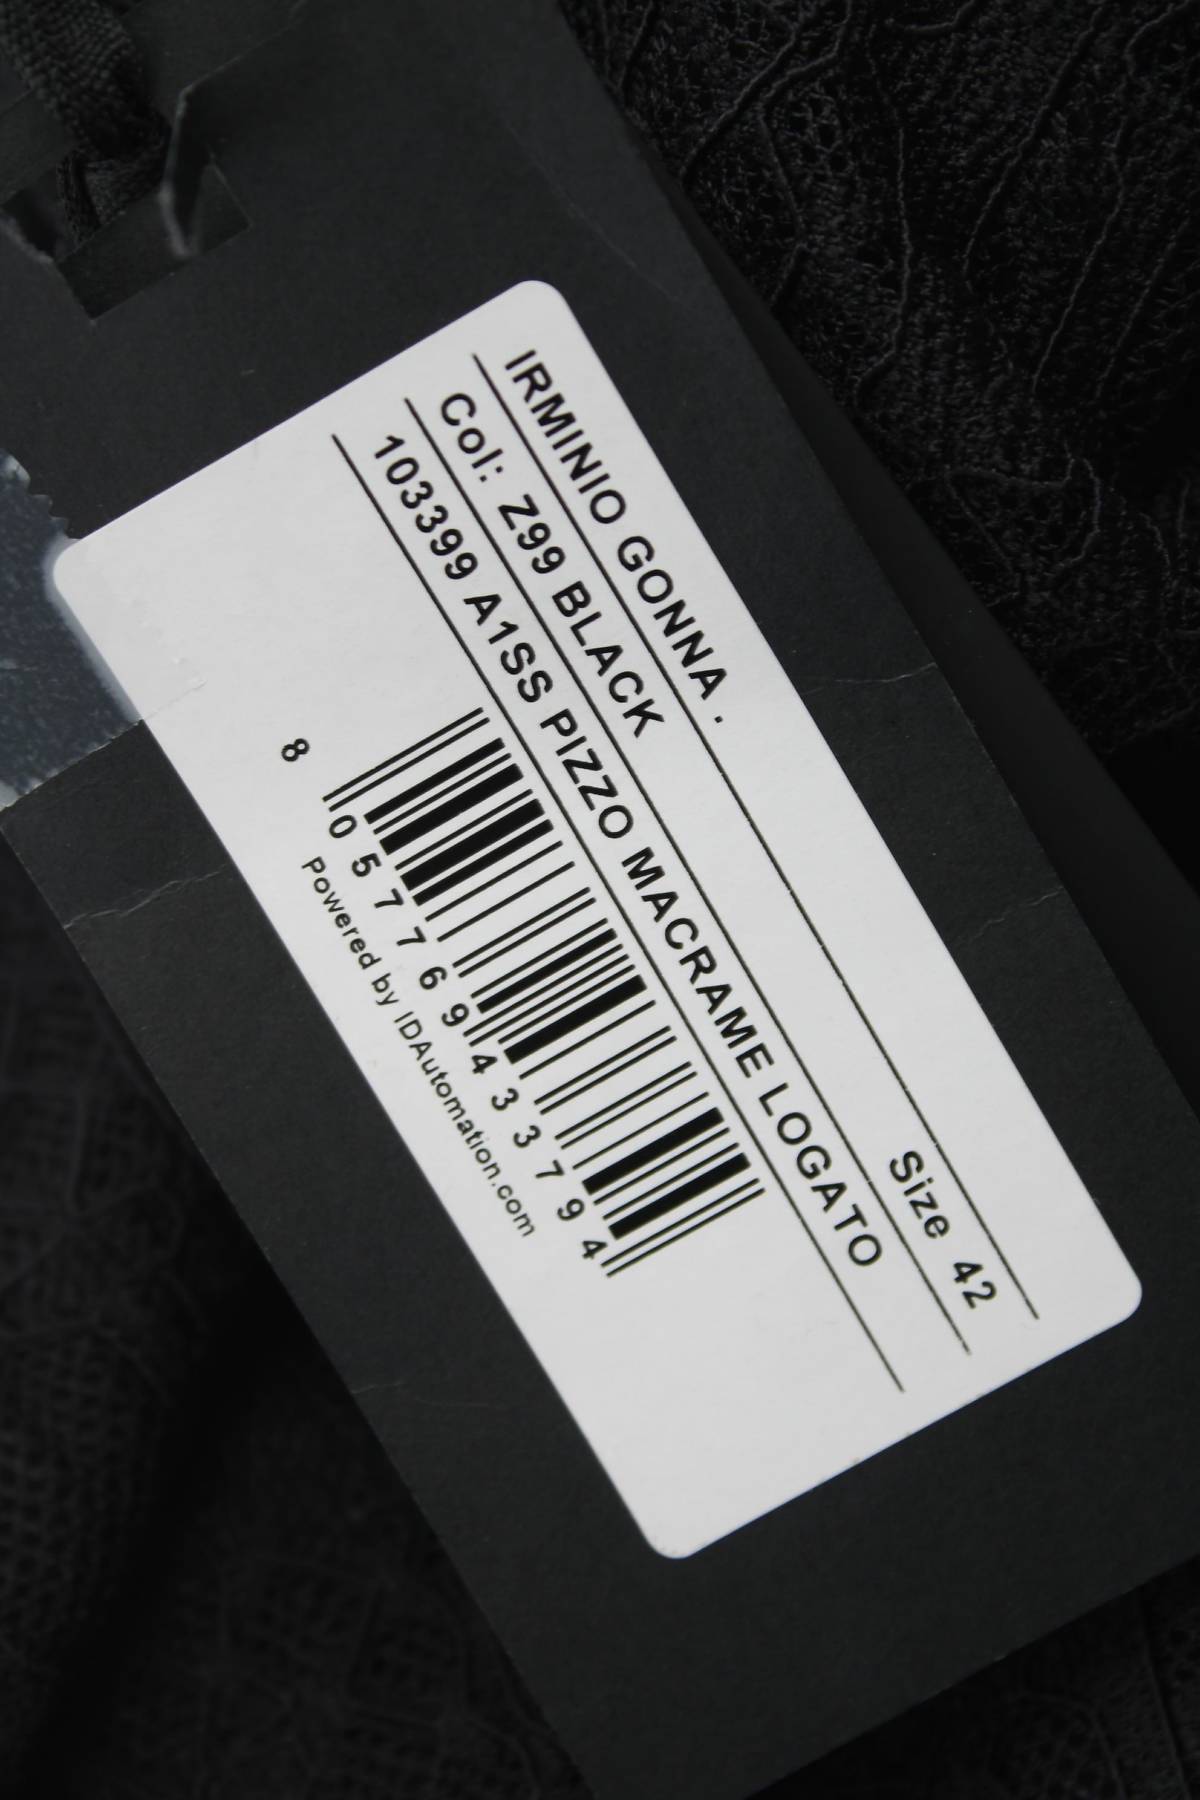 IRMINIO GONNA .
Col: Z99 BLACK Size 42
103399 A1SS PIZZO MACRAME LOGATO
8 057769 433794
Powered by IDAutomation.com